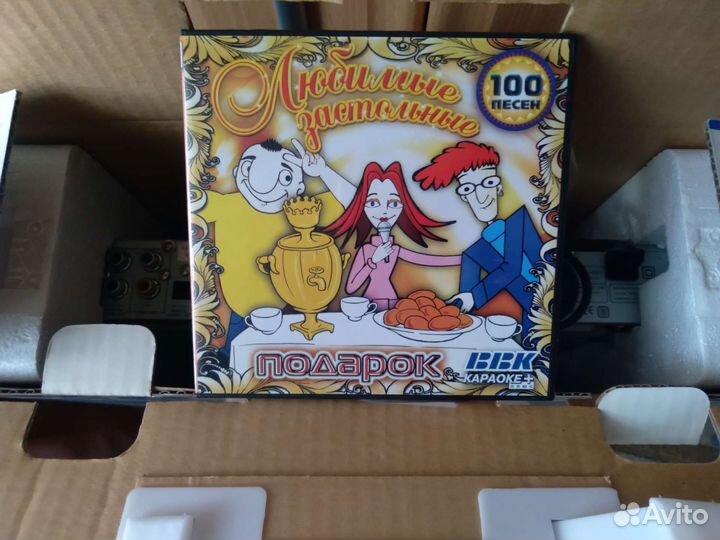 Любимые
застольные
100
ПЕСЕН
ПОДАРОК
BBK
КАРАОКЕ+
Avito